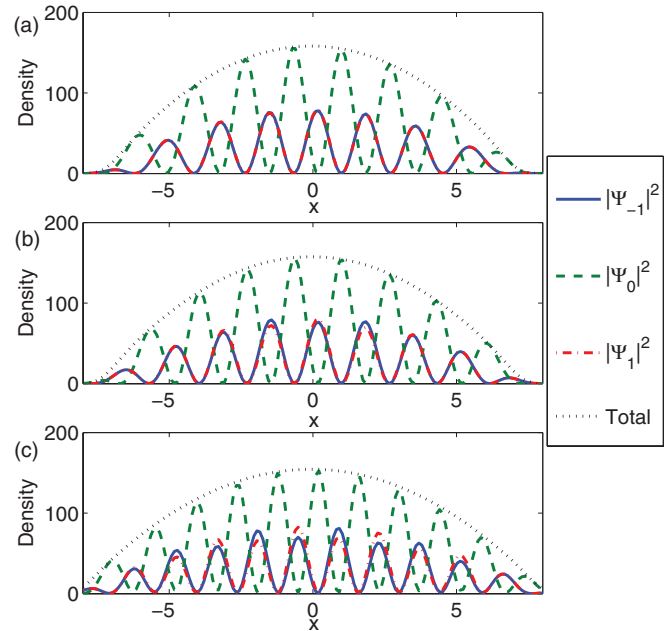 (a)
200
100
0
Density
−5
0
5
x
(b)
200
100
0
Density
−5
0
5
x
(c)
200
100
0
Density
−5
0
5
x
|Ψ₋₁|²
|Ψ₀|²
|Ψ₁|²
Total